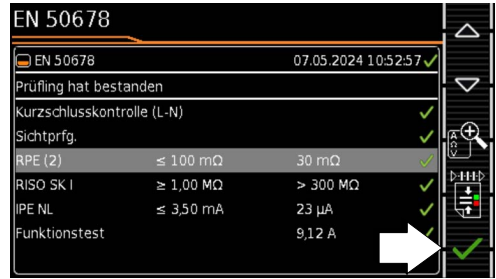 EN 50678
EN 50678 07.05.2024 10:52:57
Prüfling hat bestanden
Kurzschlusskontrolle (L-N)
Sichtprfg.
RPE (2) ≤ 100 mΩ 30 mΩ
RISO SK I ≥ 1,00 MΩ > 300 MΩ
IPE NL ≤ 3,50 mA 23 µA
Funktionstest 9,12 A